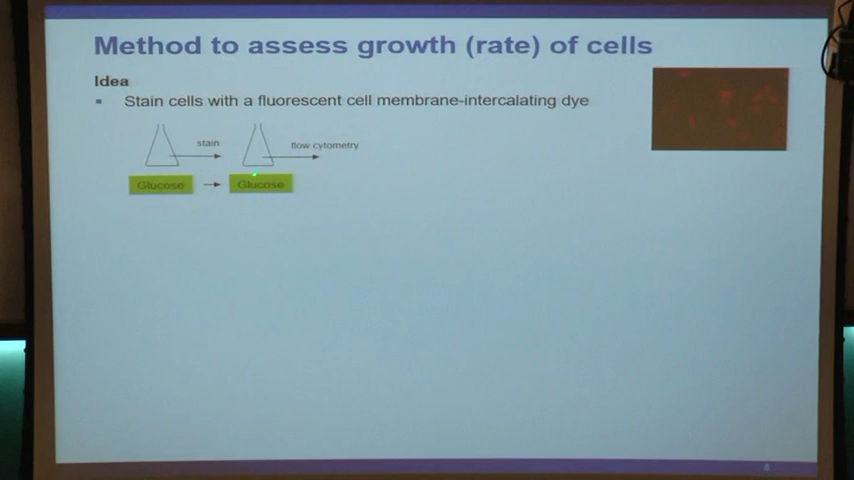 Method to assess growth (rate) of cells
Idea
Stain cells with a fluorescent cell membrane-intercalating dye
stain
flow cytometry
Glucose
Glucose
8